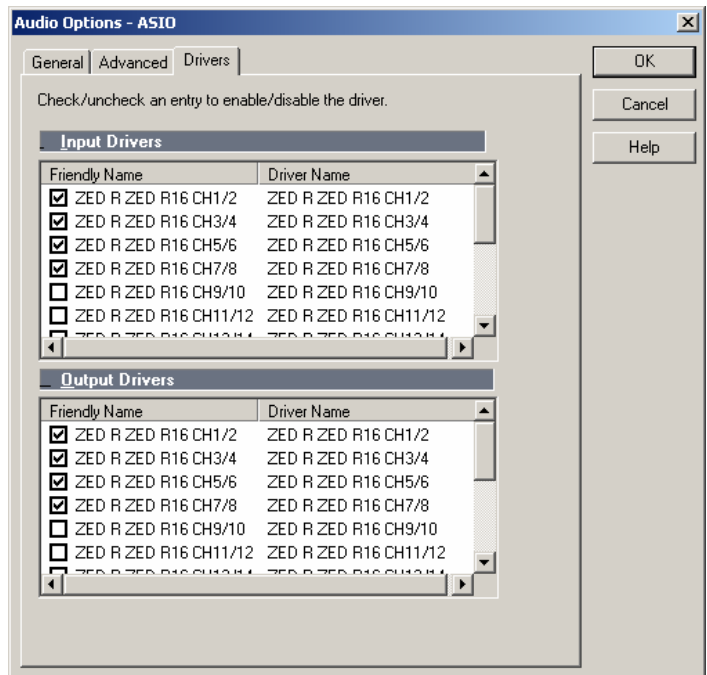 Audio Options - ASIO
General Advanced Drivers
OK
Cancel
Help
Check/uncheck an entry to enable/disable the driver.
Input Drivers
Friendly Name Driver Name
ZED R ZED R16 CH1/2 ZED R ZED R16 CH1/2
ZED R ZED R16 CH3/4 ZED R ZED R16 CH3/4
ZED R ZED R16 CH5/6 ZED R ZED R16 CH5/6
ZED R ZED R16 CH7/8 ZED R ZED R16 CH7/8
ZED R ZED R16 CH9/10 ZED R ZED R16 CH9/10
ZED R ZED R16 CH11/12 ZED R ZED R16 CH11/12
Output Drivers
Friendly Name Driver Name
ZED R ZED R16 CH1/2 ZED R ZED R16 CH1/2
ZED R ZED R16 CH3/4 ZED R ZED R16 CH3/4
ZED R ZED R16 CH5/6 ZED R ZED R16 CH5/6
ZED R ZED R16 CH7/8 ZED R ZED R16 CH7/8
ZED R ZED R16 CH9/10 ZED R ZED R16 CH9/10
ZED R ZED R16 CH11/12 ZED R ZED R16 CH11/12